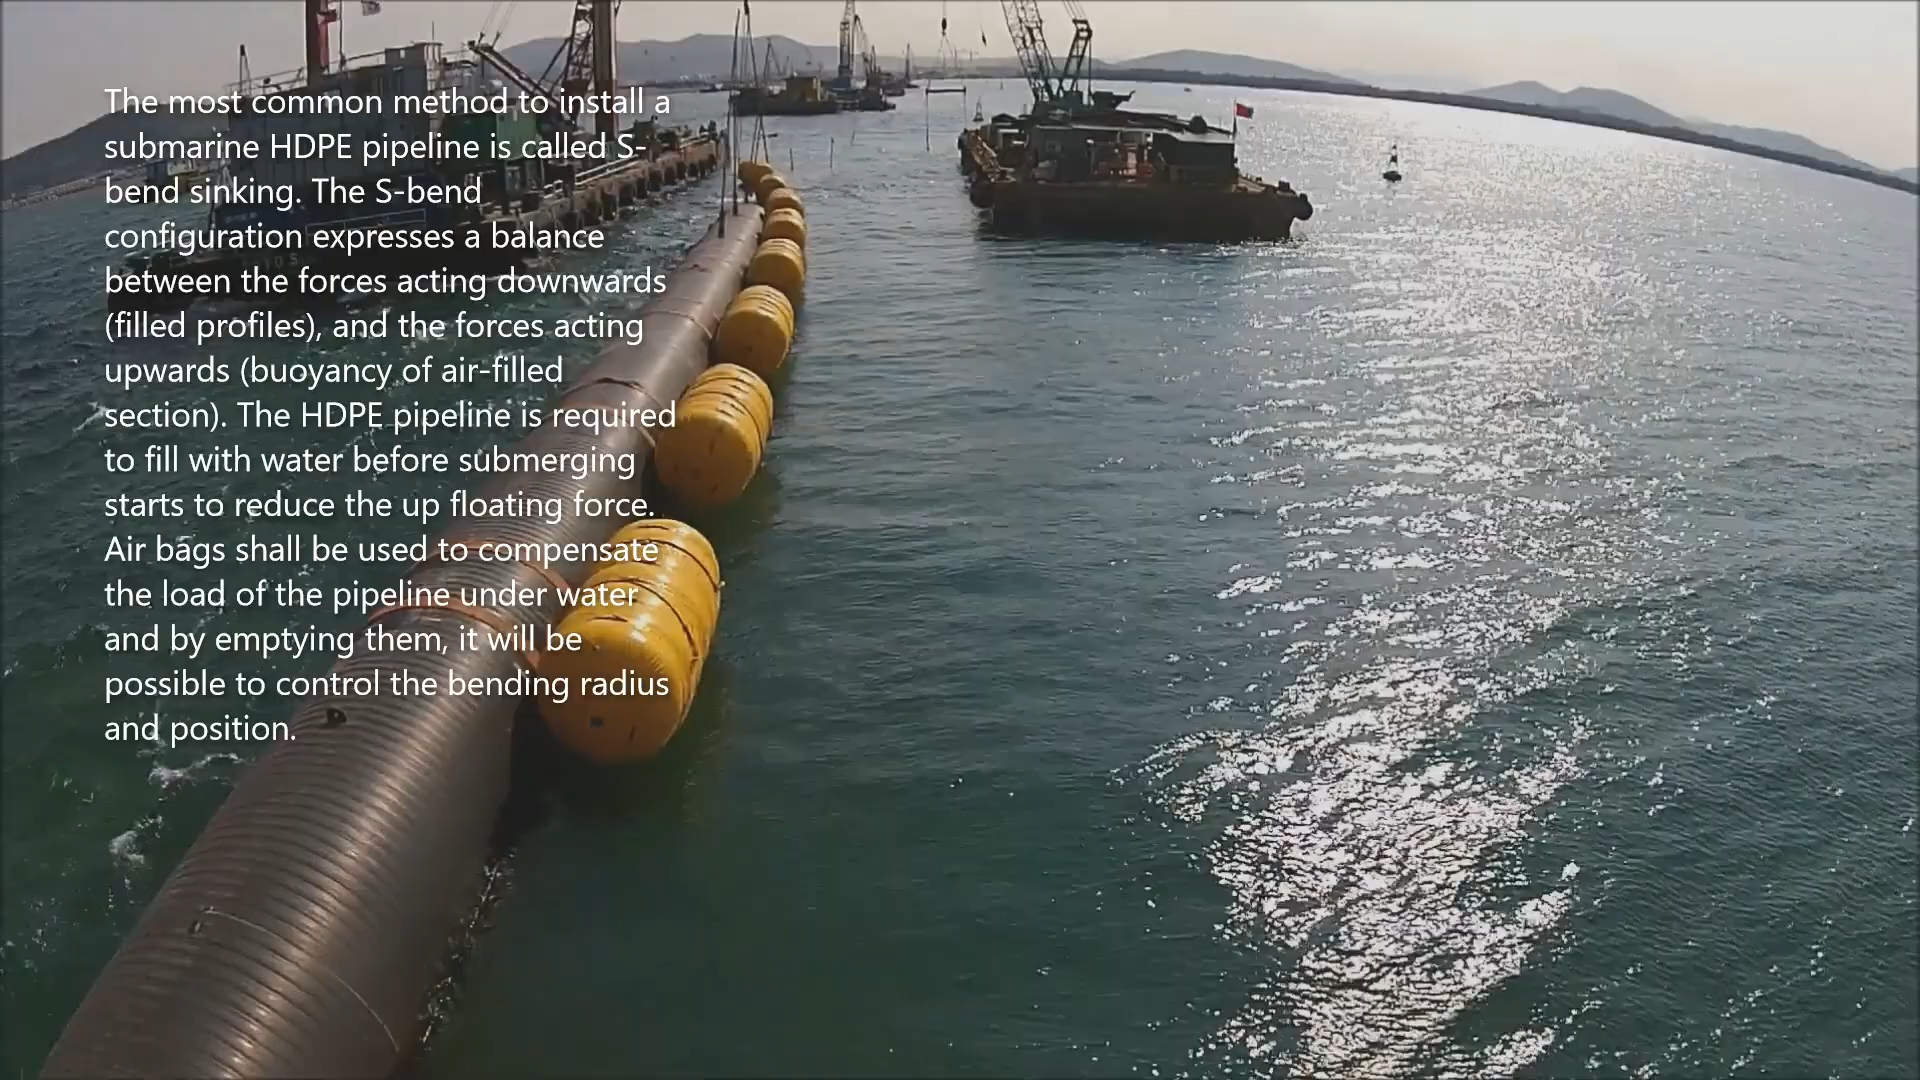 The most common method to install a
submarine HDPE pipeline is called S-
bend sinking. The S-bend
configuration expresses a balance
between the forces acting downwards
(filled profiles), and the forces acting
upwards (buoyancy of air-filled
section). The HDPE pipeline is required
to fill with water before submerging
starts to reduce the up floating force.
Air bags shall be used to compensate
the load of the pipeline under water
and by emptying them, it will be
possible to control the bending radius
and position.